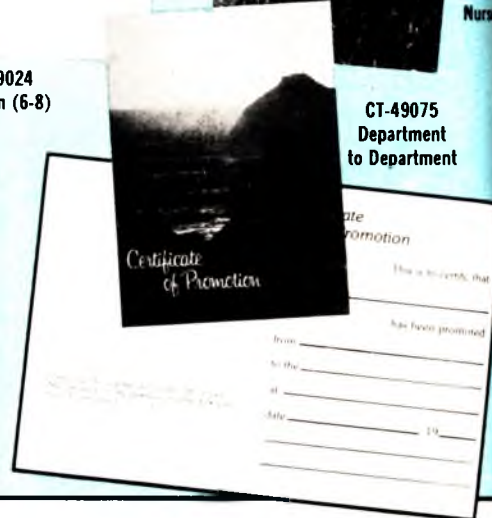 Nurs
9024
n (6-8)
CT-49075
Department
to Department
Certificate
of Promotion
ate
romotion
This is to certify that
has been promoted
from
to the
at
date 19